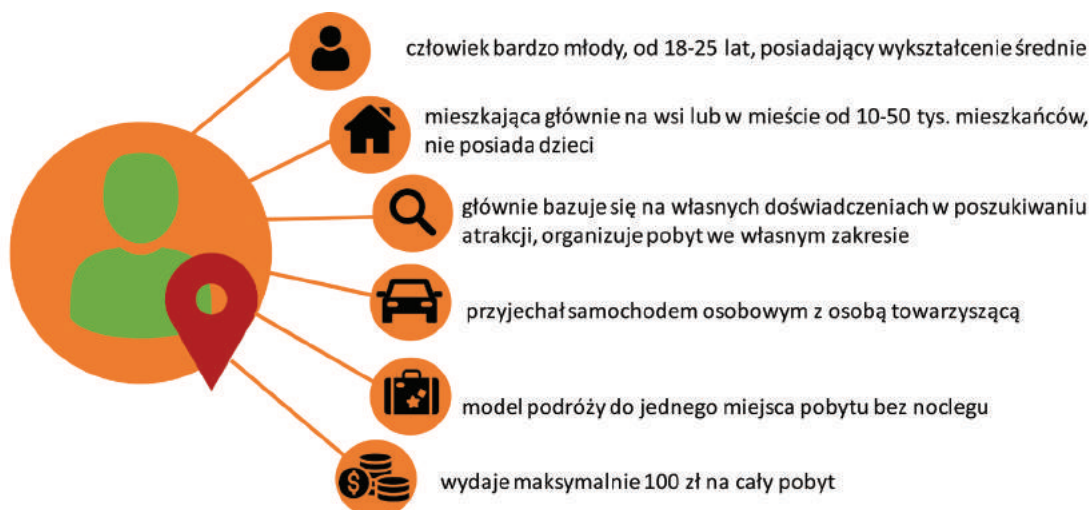 człowiek bardzo młody, od 18-25 lat, posiadający wykształcenie średnie
mieszkająca głównie na wsi lub w mieście od 10-50 tys. mieszkańców,
nie posiada dzieci
głównie bazuje się na własnych doświadczeniach w poszukiwaniu
atrakcji, organizuje pobyt we własnym zakresie
przyjechał samochodem osobowym z osobą towarzyszącą
model podróży do jednego miejsca pobytu bez noclegu
$
wydaje maksymalnie 100 zł na cały pobyt